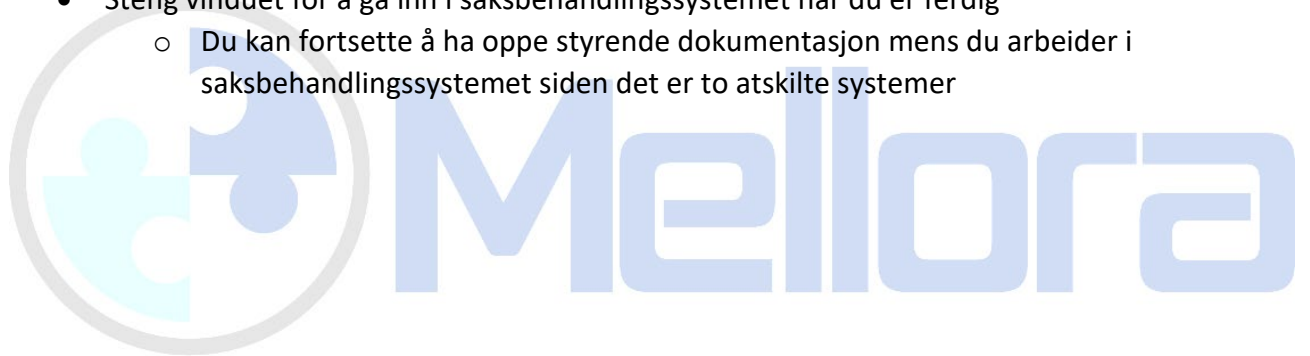 • Steng vinduet for å gå inn i saksbehandlingssystemet når du er ferdig
o Du kan fortsette å ha oppe styrende dokumentasjon mens du arbeider i
saksbehandlingssystemet siden det er to atskilte systemer
Mellora